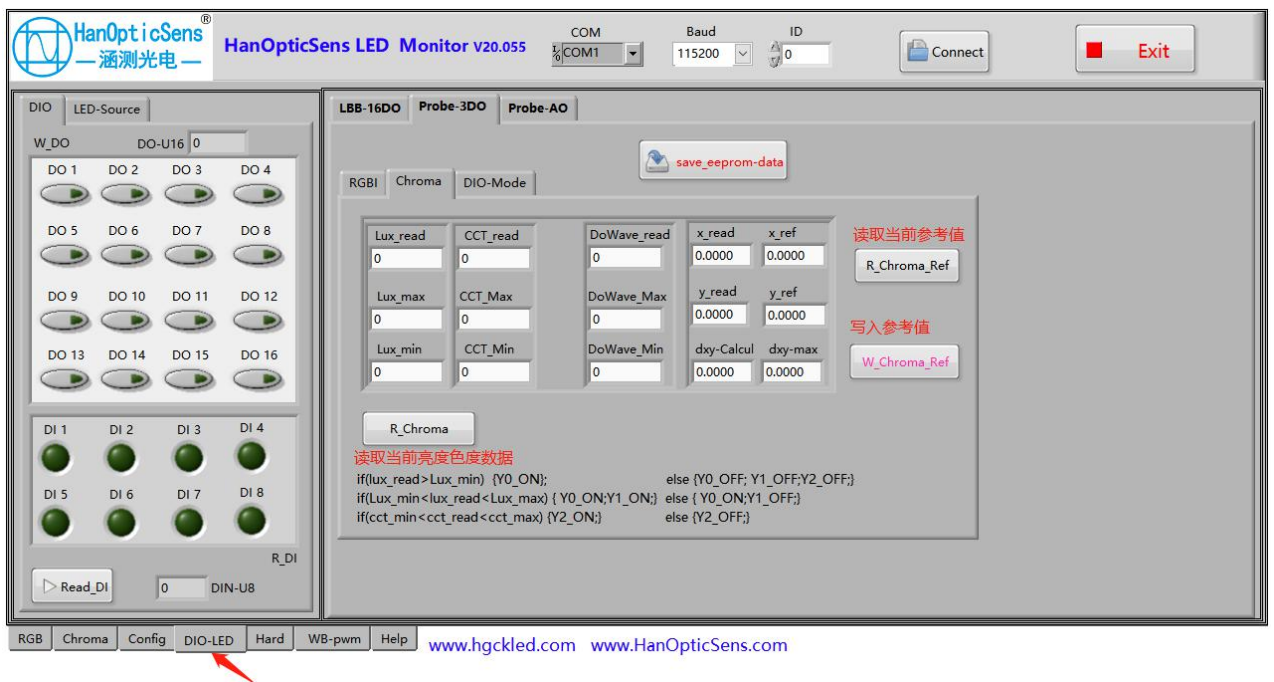 HanOpticSens®
—涵测光电—
HanOpticSens LED Monitor V20.055
COM Baud ID
COM1 115200 0
Connect
Exit
DIO LED-Source
W_DO DO-U16 0
DO 1 DO 2 DO 3 DO 4
DO 5 DO 6 DO 7 DO 8
DO 9 DO 10 DO 11 DO 12
DO 13 DO 14 DO 15 DO 16
DI 1 DI 2 DI 3 DI 4
DI 5 DI 6 DI 7 DI 8
R_DI
Read_DI 0 DIN-U8
LBB-16DO Probe-3DO Probe-AO
save_eeprom-data
RGBI Chroma DIO-Mode
Lux_read CCT_read DoWave_read x_read x_ref
0 0 0 0.0000 0.0000
Lux_max CCT_Max DoWave_Max y_read y_ref
0 0 0 0.0000 0.0000
Lux_min CCT_Min DoWave_Min dxy-Calcul dxy-max
0 0 0 0.0000 0.0000
读取当前参考值
R_Chroma_Ref
写入参考值
W_Chroma_Ref
R_Chroma
读取当前亮度色度数据
if(lux_read>Lux_min) {Y0_ON}; else {Y0_OFF; Y1_OFF;Y2_OFF;}
if(Lux_min<lux_read<Lux_max) { Y0_ON;Y1_ON;} else { Y0_ON;Y1_OFF;}
if(cct_min<cct_read<cct_max) {Y2_ON;} else {Y2_OFF;}
RGB Chroma Config DIO-LED Hard WB-pwm Help
www.hgckled.com www.HanOpticSens.com